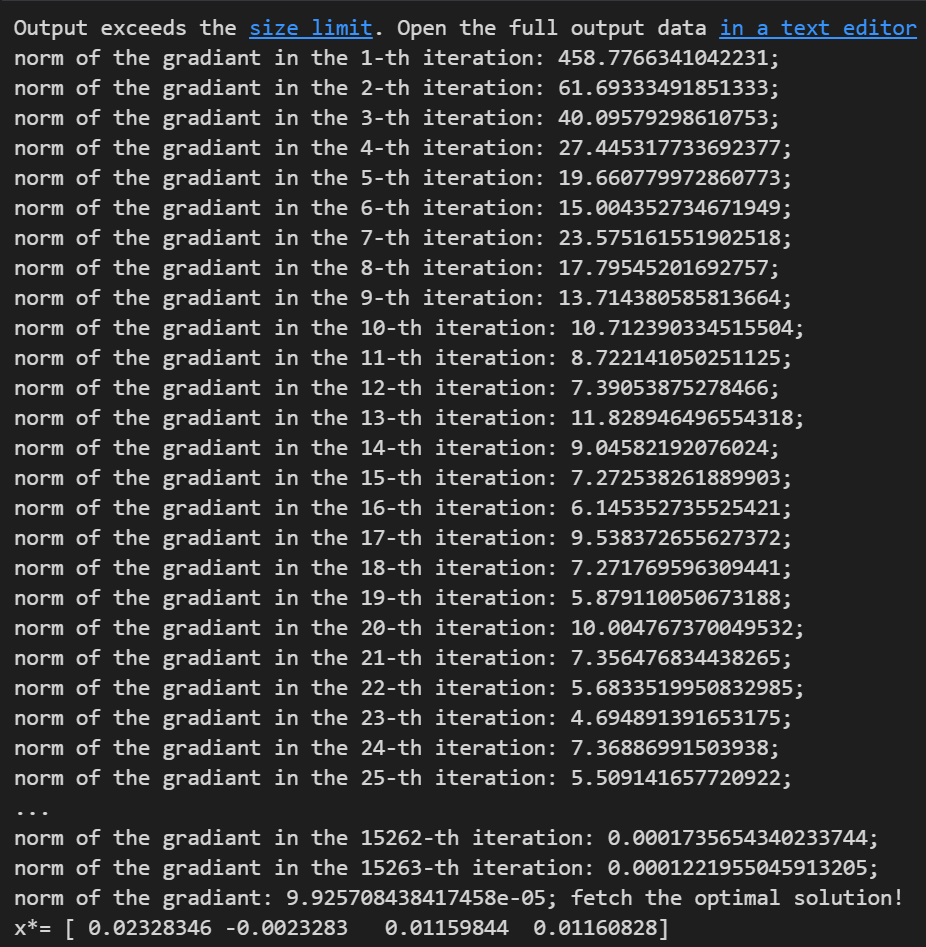 Output exceeds the size limit. Open the full output data in a text editor
norm of the gradiant in the 1-th iteration: 458.7766341042231;
norm of the gradiant in the 2-th iteration: 61.69333491851333;
norm of the gradiant in the 3-th iteration: 40.09579298610753;
norm of the gradiant in the 4-th iteration: 27.445317733692377;
norm of the gradiant in the 5-th iteration: 19.660779972860773;
norm of the gradiant in the 6-th iteration: 15.004352734671949;
norm of the gradiant in the 7-th iteration: 23.575161551902518;
norm of the gradiant in the 8-th iteration: 17.79545201692757;
norm of the gradiant in the 9-th iteration: 13.714380585813664;
norm of the gradiant in the 10-th iteration: 10.712390334515504;
norm of the gradiant in the 11-th iteration: 8.722141050251125;
norm of the gradiant in the 12-th iteration: 7.39053875278466;
norm of the gradiant in the 13-th iteration: 11.828946496554318;
norm of the gradiant in the 14-th iteration: 9.04582192076024;
norm of the gradiant in the 15-th iteration: 7.272538261889903;
norm of the gradiant in the 16-th iteration: 6.145352735525421;
norm of the gradiant in the 17-th iteration: 9.538372655627372;
norm of the gradiant in the 18-th iteration: 7.271769596309441;
norm of the gradiant in the 19-th iteration: 5.879110050673188;
norm of the gradiant in the 20-th iteration: 10.004767370049532;
norm of the gradiant in the 21-th iteration: 7.356476834438265;
norm of the gradiant in the 22-th iteration: 5.6833519950832985;
norm of the gradiant in the 23-th iteration: 4.694891391653175;
norm of the gradiant in the 24-th iteration: 7.36886991503938;
norm of the gradiant in the 25-th iteration: 5.509141657720922;
...
norm of the gradiant in the 15262-th iteration: 0.0001735654340233744;
norm of the gradiant in the 15263-th iteration: 0.0001221955045913205;
norm of the gradiant: 9.925708438417458e-05; fetch the optimal solution!
x*= [ 0.02328346 -0.0023283   0.01159844  0.01160828]